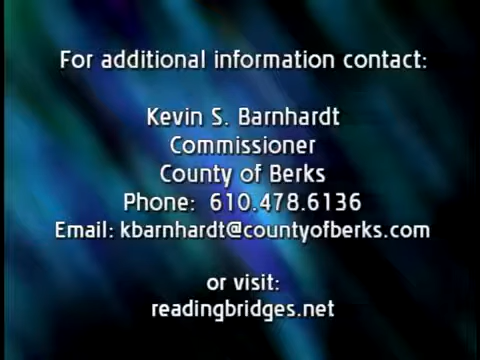 For additional information contact:
Kevin S. Barnhardt
Commissioner
County of Berks
Phone: 610.478.6136
Email: kbarnhardt@countyofberks.com
or visit:
readingbridges.net